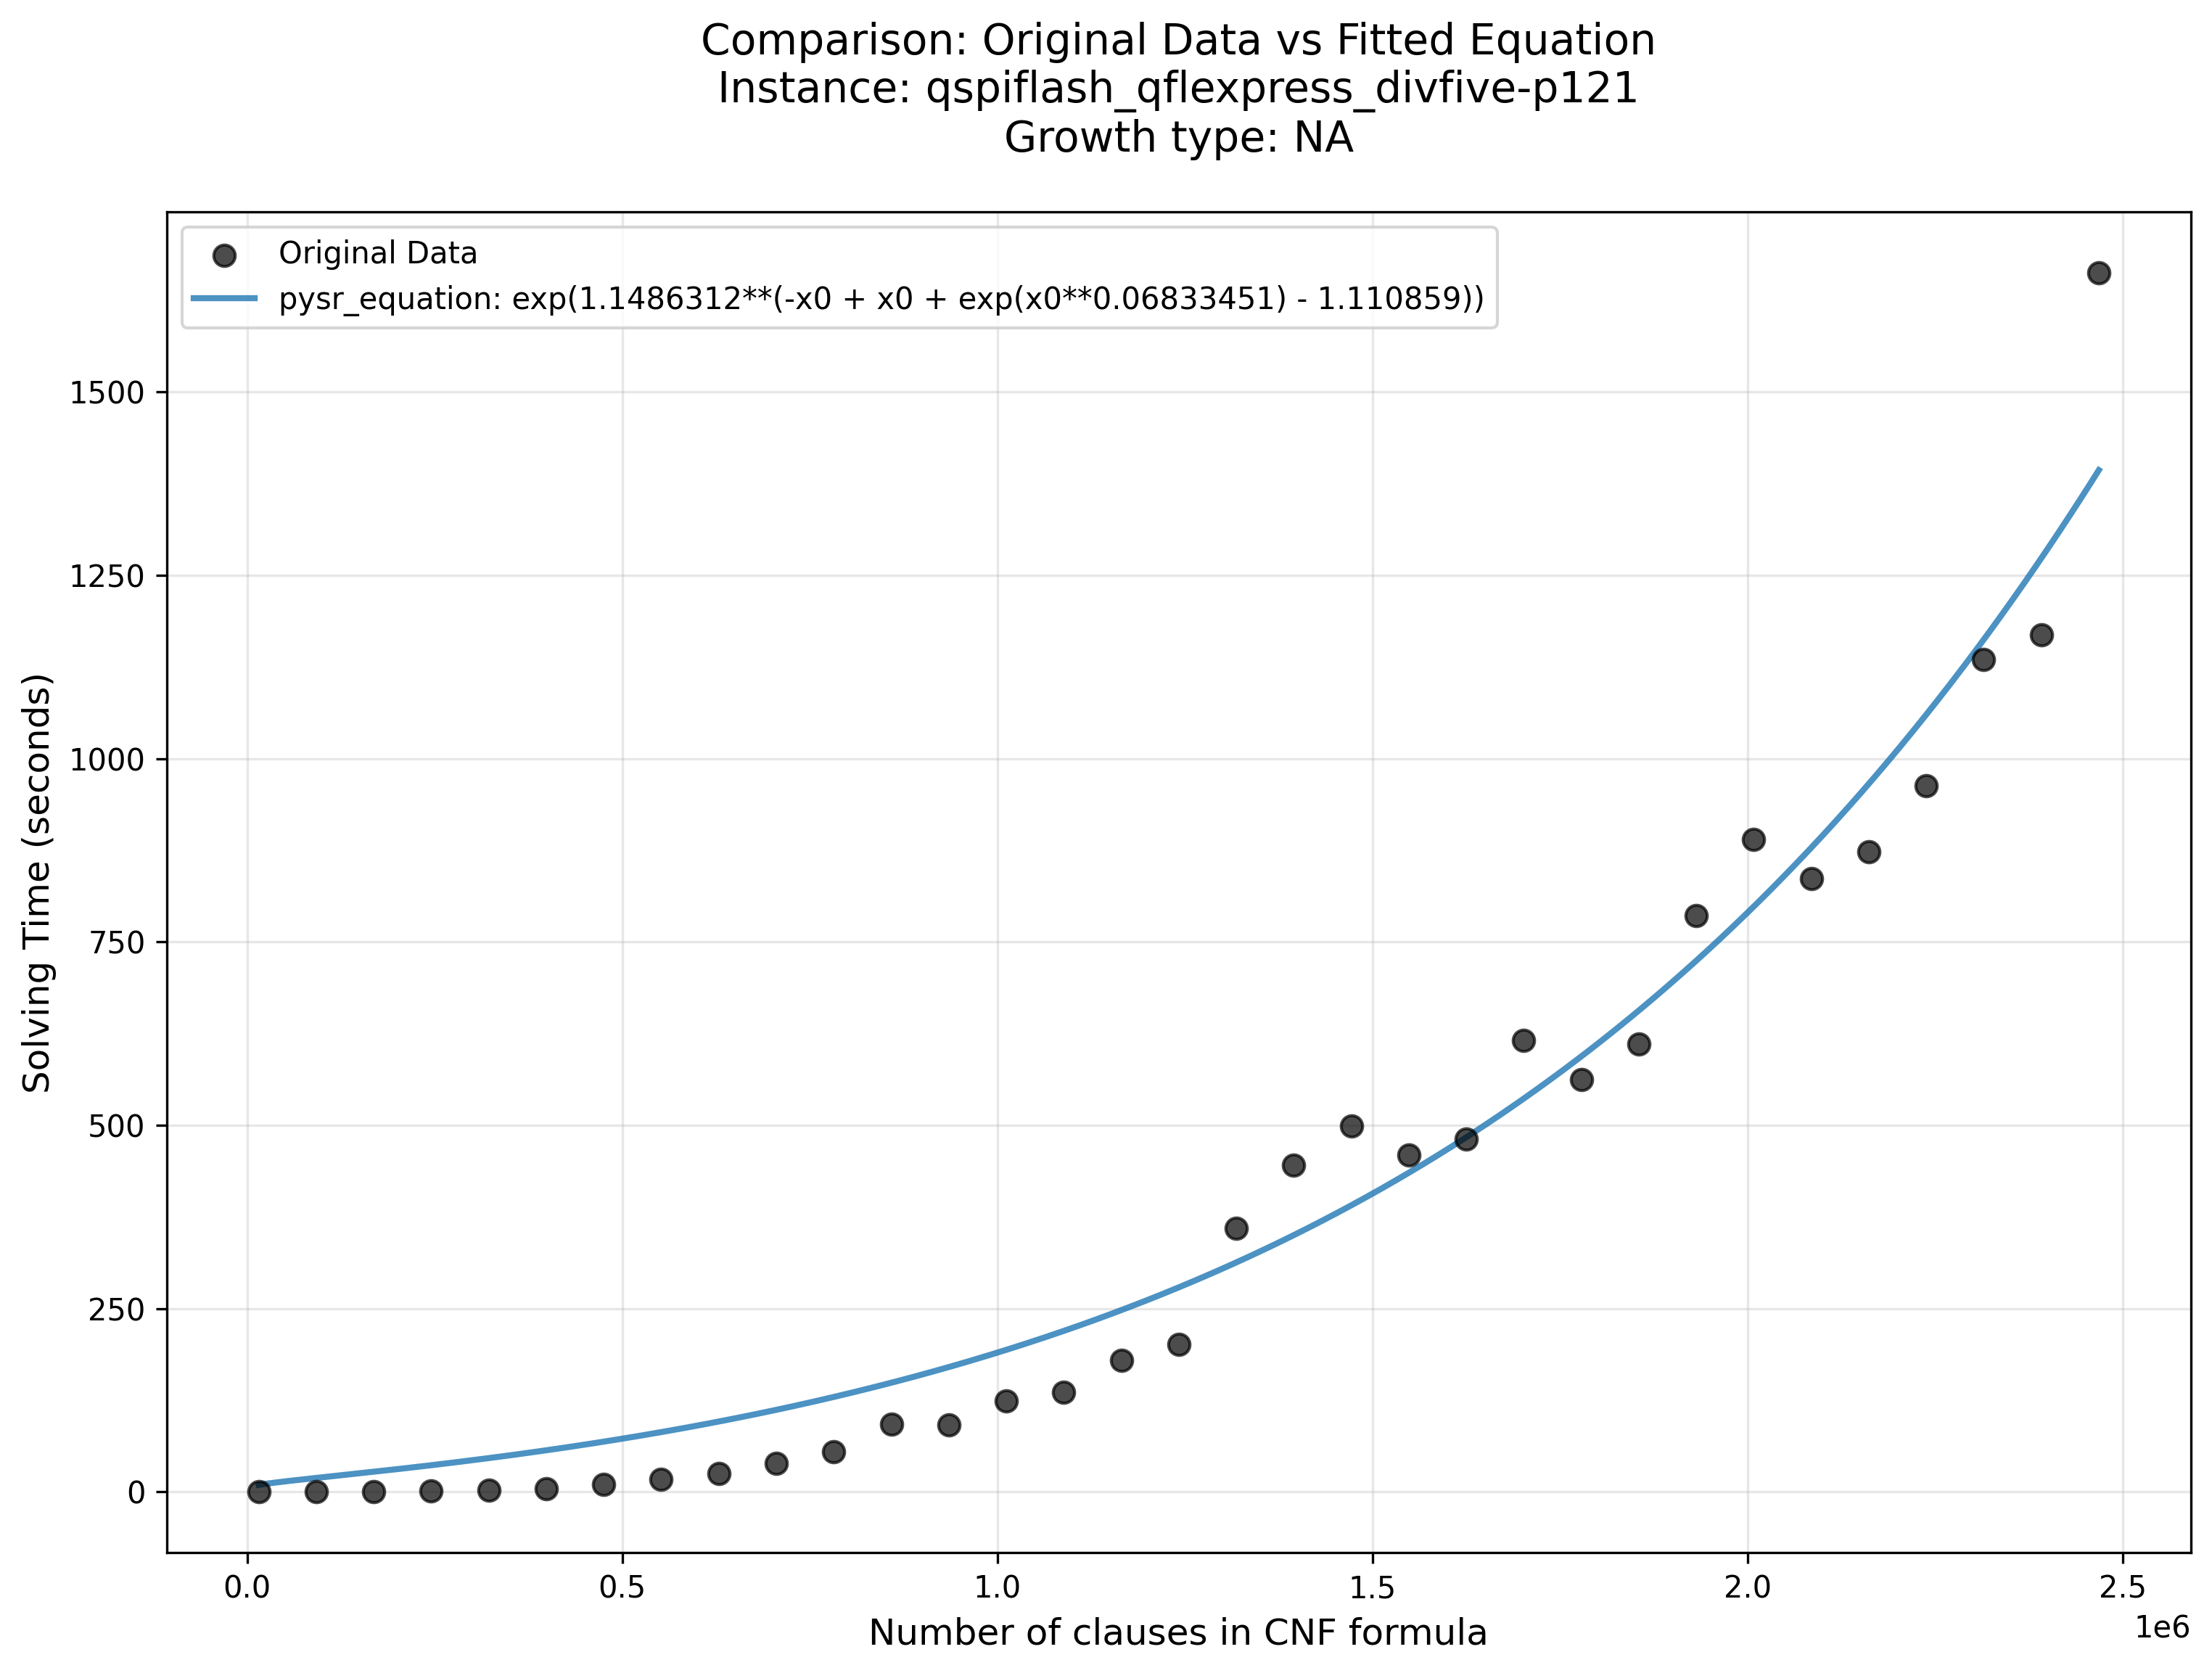 Comparison: Original Data vs Fitted Equation
Instance: qspiflash_qflexpress_divfive-p121
Growth type: NA
Original Data
pysr_equation: exp(1.1486312**(-x0 + x0 + exp(x0**0.06833451) - 1.110859))
Solving Time (seconds)
1500
1250
1000
750
500
250
0
0.0 0.5 1.0 1.5 2.0 2.5
1e6
Number of clauses in CNF formula